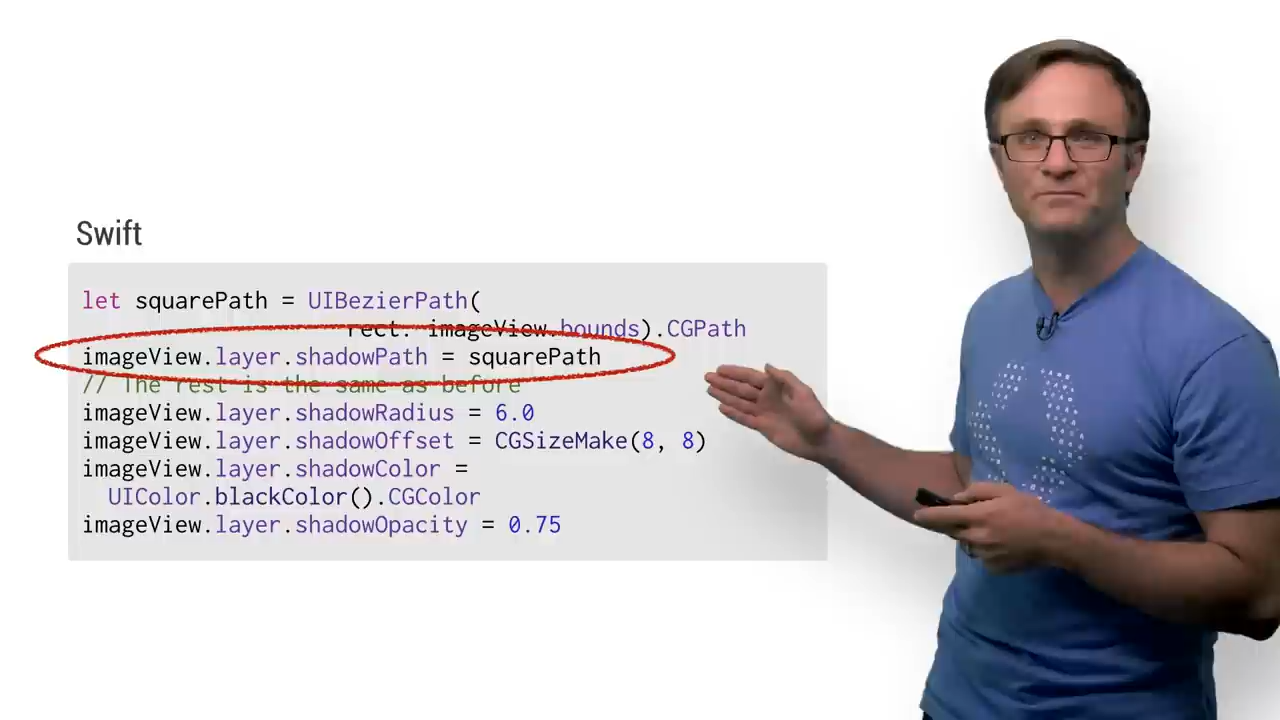 Swift
let squarePath = UIBezierPath(
rect: imageView.bounds).CGPath
imageView.layer.shadowPath = squarePath
// The rest is the same as before
imageView.layer.shadowRadius = 6.0
imageView.layer.shadowOffset = CGSizeMake(8, 8)
imageView.layer.shadowColor =
UIColor.blackColor().CGColor
imageView.layer.shadowOpacity = 0.75